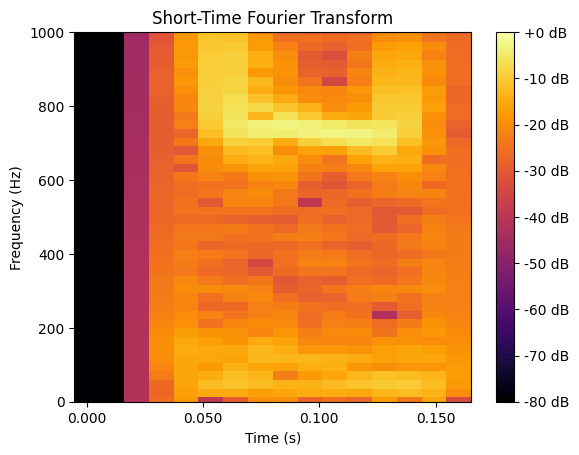 Short-Time Fourier Transform
1000
800
600
400
200
0
Frequency (Hz)
0.000
0.050
0.100
0.150
Time (s)
+0 dB
-10 dB
-20 dB
-30 dB
-40 dB
-50 dB
-60 dB
-70 dB
-80 dB